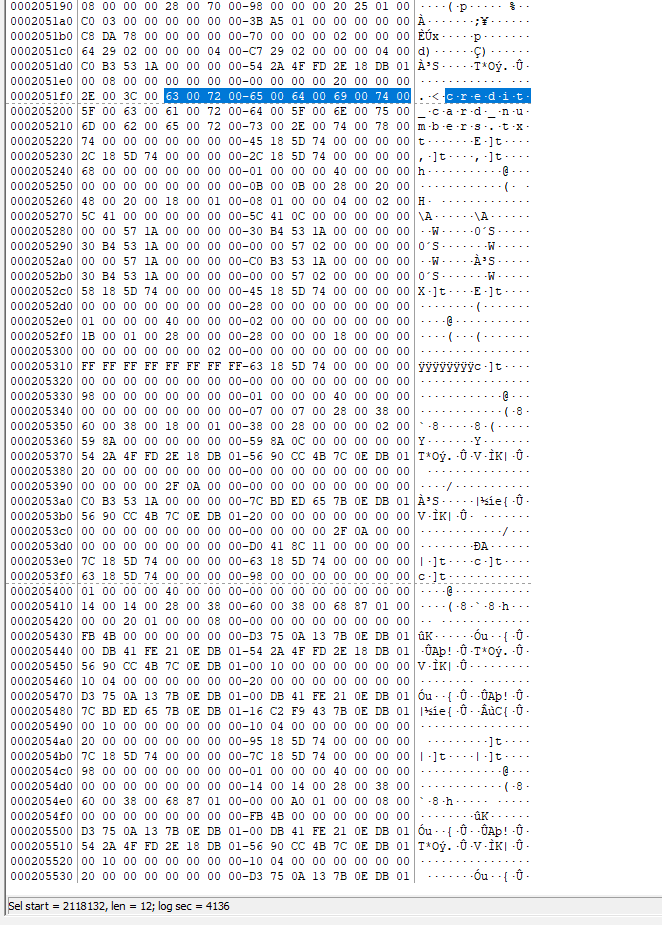 000205190 08 00 00 00 28 00 70 00-98 00 00 00 20 25 01 00 ····(·p·· ··· %··
0002051a0 C0 03 00 00 00 00 00 00-3B A5 01 00 00 00 00 00 À·······;¥······
0002051b0 C8 DA 78 00 00 00 00 00-70 00 00 00 02 00 00 00 ÈÚx·····p·······
0002051c0 64 29 02 00 00 00 04 00-C7 29 02 00 00 00 04 00 d)······Ç)······
0002051d0 C0 B3 53 1A 00 00 00 00-54 2A 4F FD 2E 18 DB 01 À³S·····T*Oý.·Û·
0002051e0 00 08 00 00 00 00 00 00-00 00 00 00 20 00 00 00 ············ ···
0002051f0 2E 00 3C 00 63 00 72 00-65 00 64 00 69 00 74 00 .·<·c·r·e·d·i·t·
000205200 5F 00 63 00 61 00 72 00-64 00 5F 00 6E 00 75 00 _·c·a·r·d·_·n·u·
000205210 6D 00 62 00 65 00 72 00-73 00 2E 00 74 00 78 00 m·b·e·r·s·.·t·x·
000205220 74 00 00 00 00 00 00 00-45 18 5D 74 00 00 00 00 t·······E·]t····
000205230 2C 18 5D 74 00 00 00 00-2C 18 5D 74 00 00 00 00 ,·]t····,·]t····
000205240 68 00 00 00 00 00 00 00-01 00 00 00 40 00 00 00 h···········@···
000205250 00 00 00 00 00 00 00 00-0B 00 0B 00 28 00 20 00 ············(· ·
000205260 48 00 20 00 18 00 01 00-08 01 00 00 04 00 02 00 H· ·············
000205270 5C 41 00 00 00 00 00 00-5C 41 0C 00 00 00 00 00 \A······\A······
000205280 00 00 57 1A 00 00 00 00-30 B4 53 1A 00 00 00 00 ··W·····0´S·····
000205290 30 B4 53 1A 00 00 00 00-00 00 57 02 00 00 00 00 0´S·······W·····
0002052a0 00 00 57 1A 00 00 00 00-C0 B3 53 1A 00 00 00 00 ··W·····À³S·····
0002052b0 30 B4 53 1A 00 00 00 00-00 00 57 02 00 00 00 00 0´S·······W·····
0002052c0 58 18 5D 74 00 00 00 00-45 18 5D 74 00 00 00 00 X·]t····E·]t····
0002052d0 00 00 00 00 00 00 00 00-28 00 00 00 00 00 00 00 ········(·······
0002052e0 01 00 00 00 40 00 00 00-02 00 00 00 00 00 00 00 ····@···········
0002052f0 1B 00 01 00 28 00 00 00-28 00 00 00 18 00 00 00 ····(···(·······
000205300 00 00 00 00 00 00 02 00-00 00 00 00 00 00 00 00 ················
000205310 FF FF FF FF FF FF FF FF-63 18 5D 74 00 00 00 00 ÿÿÿÿÿÿÿÿc·]t····
000205320 00 00 00 00 00 00 00 00-00 00 00 00 00 00 00 00 ················
000205330 98 00 00 00 00 00 00 00-01 00 00 00 40 00 00 00 ············@···
000205340 00 00 00 00 00 00 00 00-07 00 07 00 28 00 38 00 ············(·8·
000205350 60 00 38 00 18 00 01 00-38 00 28 00 00 00 02 00 `·8·····8·(·····
000205360 59 8A 00 00 00 00 00 00-59 8A 0C 00 00 00 00 00 Y·······Y·······
000205370 54 2A 4F FD 2E 18 DB 01-56 90 CC 4B 7C 0E DB 01 T*Oý.·Û·V·ÌK|·Û·
000205380 20 00 00 00 00 00 00 00-00 00 00 00 00 00 00 00 ···············
000205390 00 00 00 00 2F 0A 00 00-00 00 00 00 00 00 00 00 ····/···········
0002053a0 C0 B3 53 1A 00 00 00 00-7C BD ED 65 7B 0E DB 01 À³S·····|½íe{·Û·
0002053b0 56 90 CC 4B 7C 0E DB 01-20 00 00 00 00 00 00 00 V·ÌK|·Û· ·······
0002053c0 00 00 00 00 00 00 00 00-00 00 00 00 2F 0A 00 00 ············/···
0002053d0 00 00 00 00 00 00 00 00-D0 41 8C 11 00 00 00 00 ········ÐA······
0002053e0 7C 18 5D 74 00 00 00 00-63 18 5D 74 00 00 00 00 |·]t····c·]t····
0002053f0 63 18 5D 74 00 00 00 00-98 00 00 00 00 00 00 00 c·]t············
000205400 01 00 00 00 40 00 00 00-00 00 00 00 00 00 00 00 ····@···········
000205410 14 00 14 00 28 00 38 00-60 00 38 00 68 87 01 00 ····(·8·`·8·h···
000205420 00 00 20 01 00 00 08 00-00 00 00 00 00 00 00 00 ·· ·············
000205430 FB 4B 00 00 00 00 00 00-D3 75 0A 13 7B 0E DB 01 ûK······Óu··{·Û·
000205440 00 DB 41 FE 21 0E DB 01-54 2A 4F FD 2E 18 DB 01 ·ÛAþ!·Û·T*Oý.·Û·
000205450 56 90 CC 4B 7C 0E DB 01-00 10 00 00 00 00 00 00 V·ÌK|·Û·········
000205460 10 04 00 00 00 00 00 00-20 00 00 00 00 00 00 00 ········ ·······
000205470 D3 75 0A 13 7B 0E DB 01-00 DB 41 FE 21 0E DB 01 Óu··{·Û··ÛAþ!·Û·
000205480 7C BD ED 65 7B 0E DB 01-16 C2 F9 43 7B 0E DB 01 |½íe{·Û··ÂùC{·Û·
000205490 00 10 00 00 00 00 00 00-10 04 00 00 00 00 00 00 ················
0002054a0 20 00 00 00 00 00 00 00-95 18 5D 74 00 00 00 00 ·········]t····
0002054b0 7C 18 5D 74 00 00 00 00-7C 18 5D 74 00 00 00 00 |·]t····|·]t····
0002054c0 98 00 00 00 00 00 00 00-01 00 00 00 40 00 00 00 ············@···
0002054d0 00 00 00 00 00 00 00 00-14 00 14 00 28 00 38 00 ············(·8·
0002054e0 60 00 38 00 68 87 01 00-00 00 A0 01 00 00 08 00 `·8·h···········
0002054f0 00 00 00 00 00 00 00 00-FB 4B 00 00 00 00 00 00 ········ûK······
000205500 D3 75 0A 13 7B 0E DB 01-00 DB 41 FE 21 0E DB 01 Óu··{·Û··ÛAþ!·Û·
000205510 54 2A 4F FD 2E 18 DB 01-56 90 CC 4B 7C 0E DB 01 T*Oý.·Û·V·ÌK|·Û·
000205520 00 10 00 00 00 00 00 00-10 04 00 00 00 00 00 00 ················
000205530 20 00 00 00 00 00 00 00-D3 75 0A 13 7B 0E DB 01 ·······Óu··{·Û·
Sel start = 2118132, len = 12; log sec = 4136